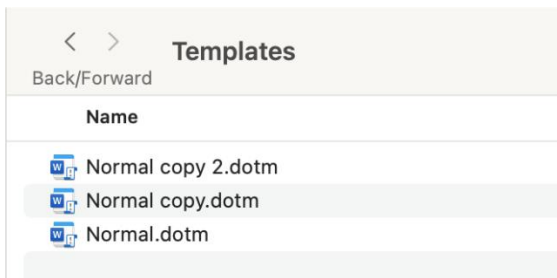 Templates
Back/Forward
Name
Normal copy 2.dotm
Normal copy.dotm
Normal.dotm